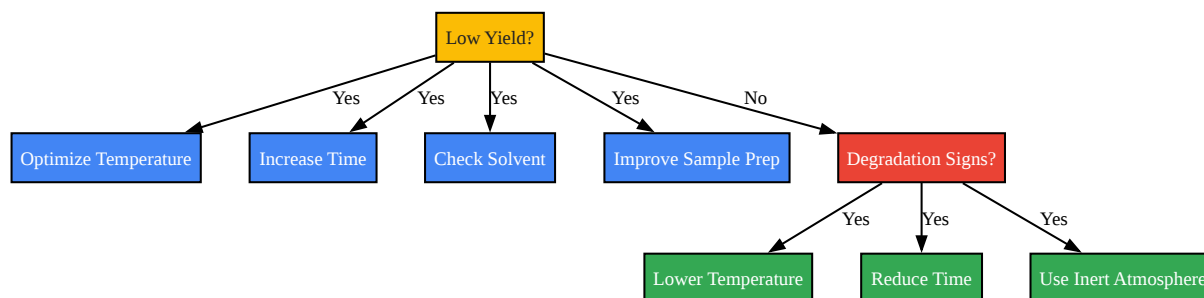 Low Yield?
Yes
Yes
Yes
Yes
No
Optimize Temperature
Increase Time
Check Solvent
Improve Sample Prep
Degradation Signs?
Yes
Yes
Yes
Lower Temperature
Reduce Time
Use Inert Atmosphere